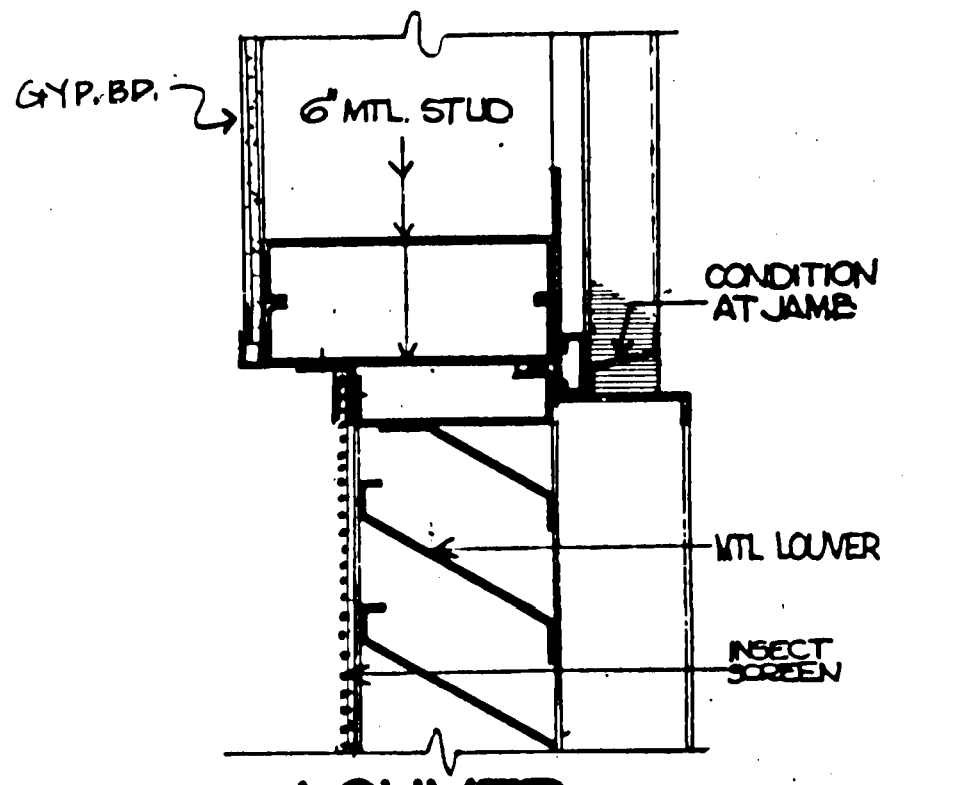 GYP. BD.
6" MTL. STUD
CONDITION
AT JAMB
MTL LOUVER
INSECT
SCREEN